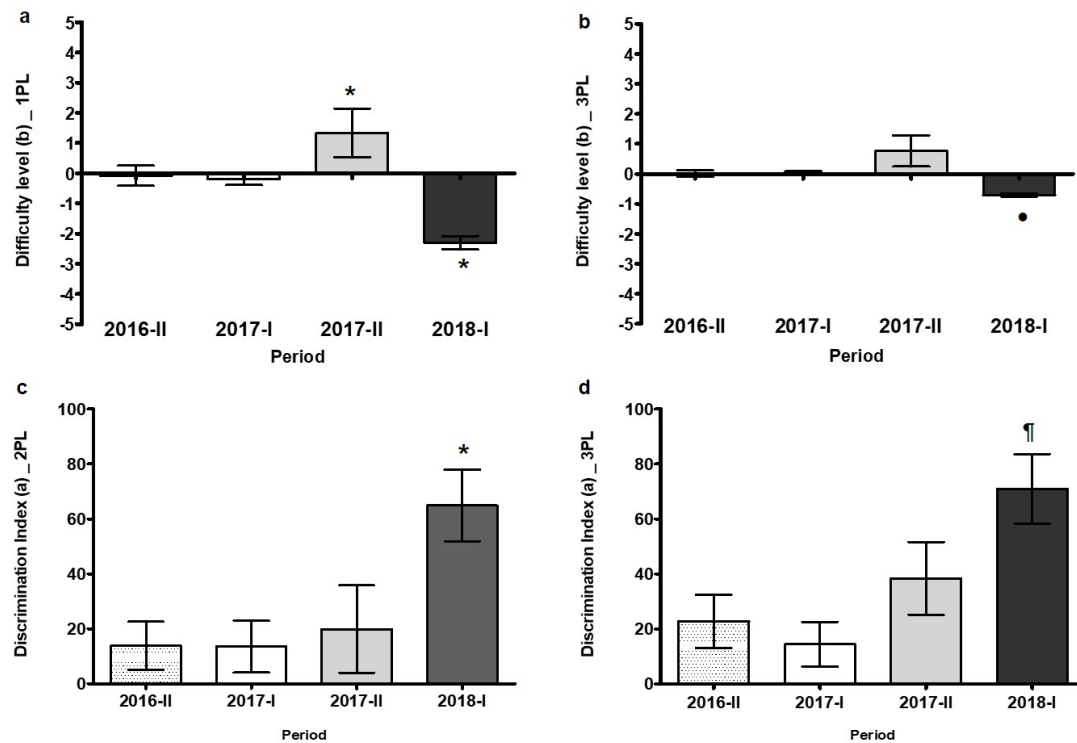 a
Difficulty level (b) _ 1PL
5
4
3
2
1
0
-1
-2
-3
-4
-5
*
*
2016-II 2017-I 2017-II 2018-I
Period
b
Difficulty level (b) _ 3PL
5
4
3
2
1
0
-1
-2
-3
-4
-5
•
2016-II 2017-I 2017-II 2018-I
Period
c
Discrimination Index (a) _ 2PL
100
80
60
40
20
0
*
2016-II 2017-I 2017-II 2018-I
Period
d
Discrimination Index (a) _ 3PL
100
80
60
40
20
0
¶
2016-II 2017-I 2017-II 2018-I
Period